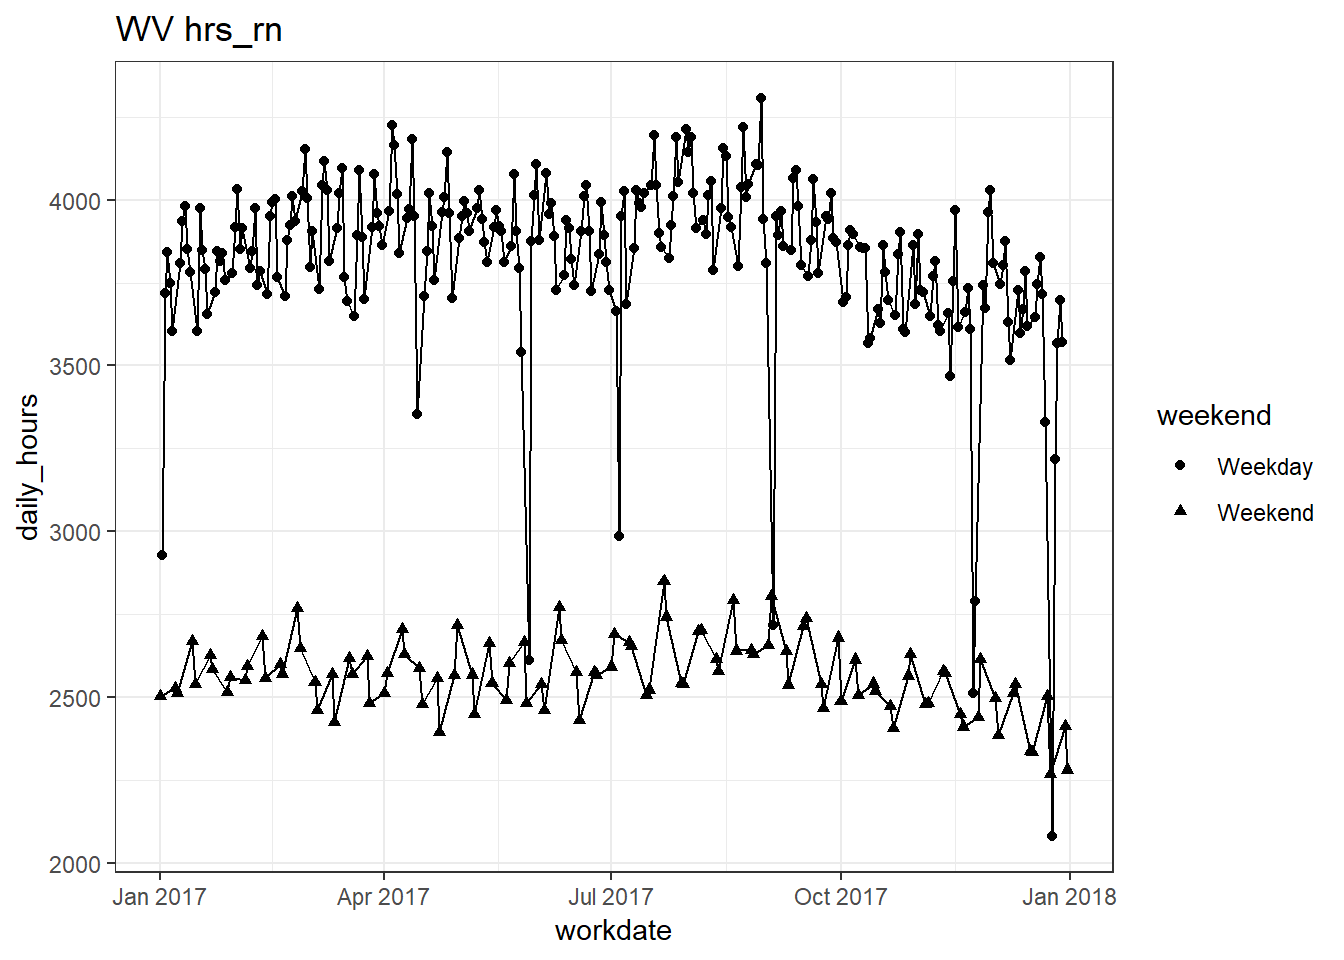 WV hrs_rn
daily_hours
4000
3500
3000
2500
2000
Jan 2017 Apr 2017 Jul 2017 Oct 2017 Jan 2018
workdate
weekend
Weekday
Weekend